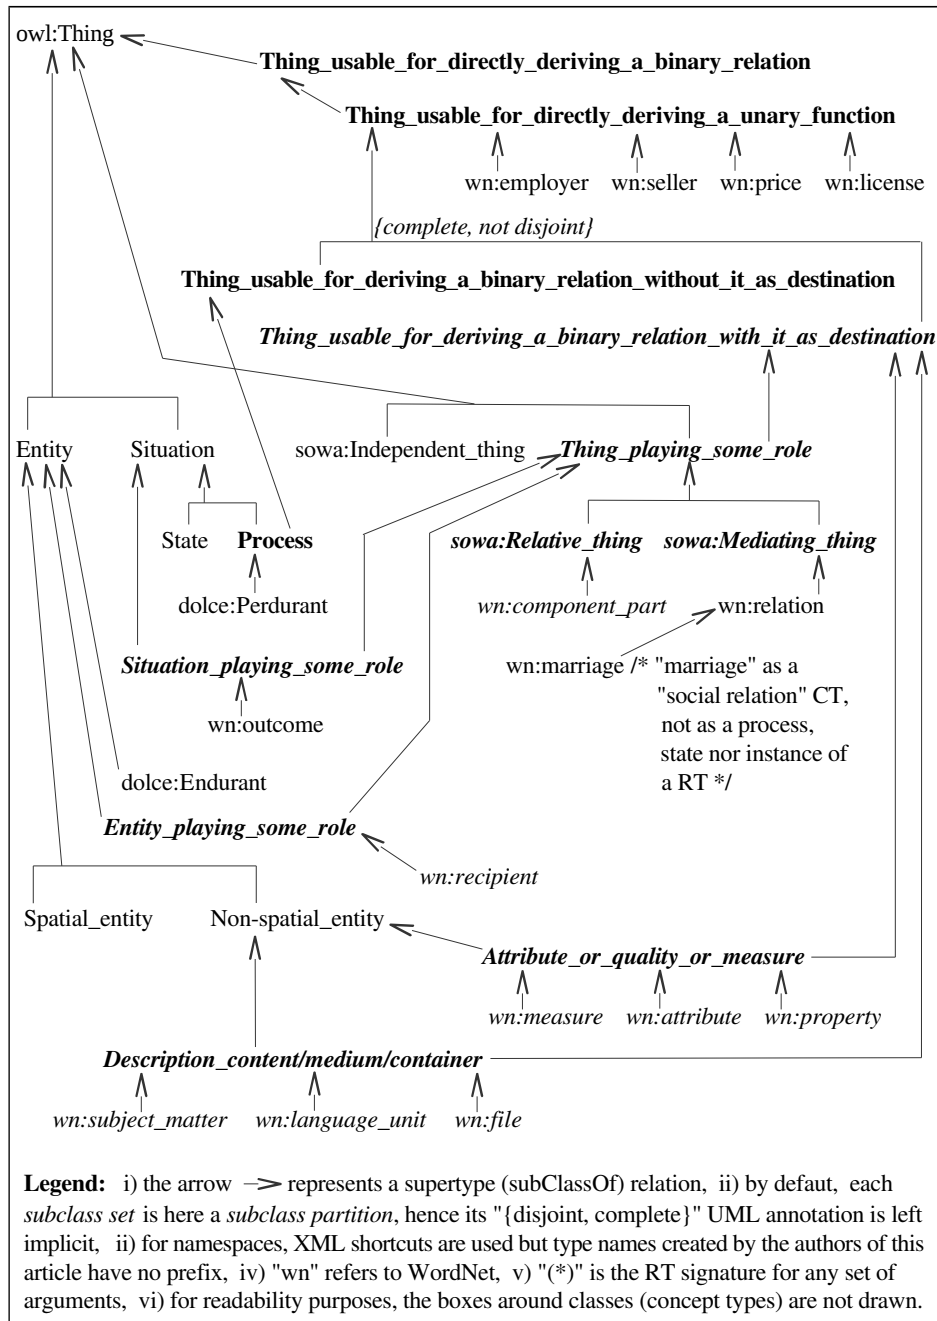 owl:Thing
Thing_usable_for_directly_deriving_a_binary_relation
Thing_usable_for_directly_deriving_a_unary_function
wn:employer wn:seller wn:price wn:license
{complete, not disjoint}
Thing_usable_for_deriving_a_binary_relation_without_it_as_destination
Thing_usable_for_deriving_a_binary_relation_with_it_as_destination
Entity Situation sowa:Independent_thing Thing_playing_some_role
State Process sowa:Relative_thing sowa:Mediating_thing
dolce:Perdurant wn:component_part wn:relation
Situation_playing_some_role wn:marriage /* "marriage" as a
"social relation" CT,
wn:outcome not as a process,
state nor instance of
dolce:Endurant a RT */
Entity_playing_some_role
wn:recipient
Spatial_entity Non-spatial_entity
Attribute_or_quality_or_measure
wn:measure wn:attribute wn:property
Description_content/medium/container
wn:subject_matter wn:language_unit wn:file
Legend: i) the arrow represents a supertype (subClassOf) relation, ii) by defaut, each
subclass set is here a subclass partition, hence its "{disjoint, complete}" UML annotation is left
implicit, ii) for namespaces, XML shortcuts are used but type names created by the authors of this
article have no prefix, iv) "wn" refers to WordNet, v) "(*)" is the RT signature for any set of
arguments, vi) for readability purposes, the boxes around classes (concept types) are not drawn.